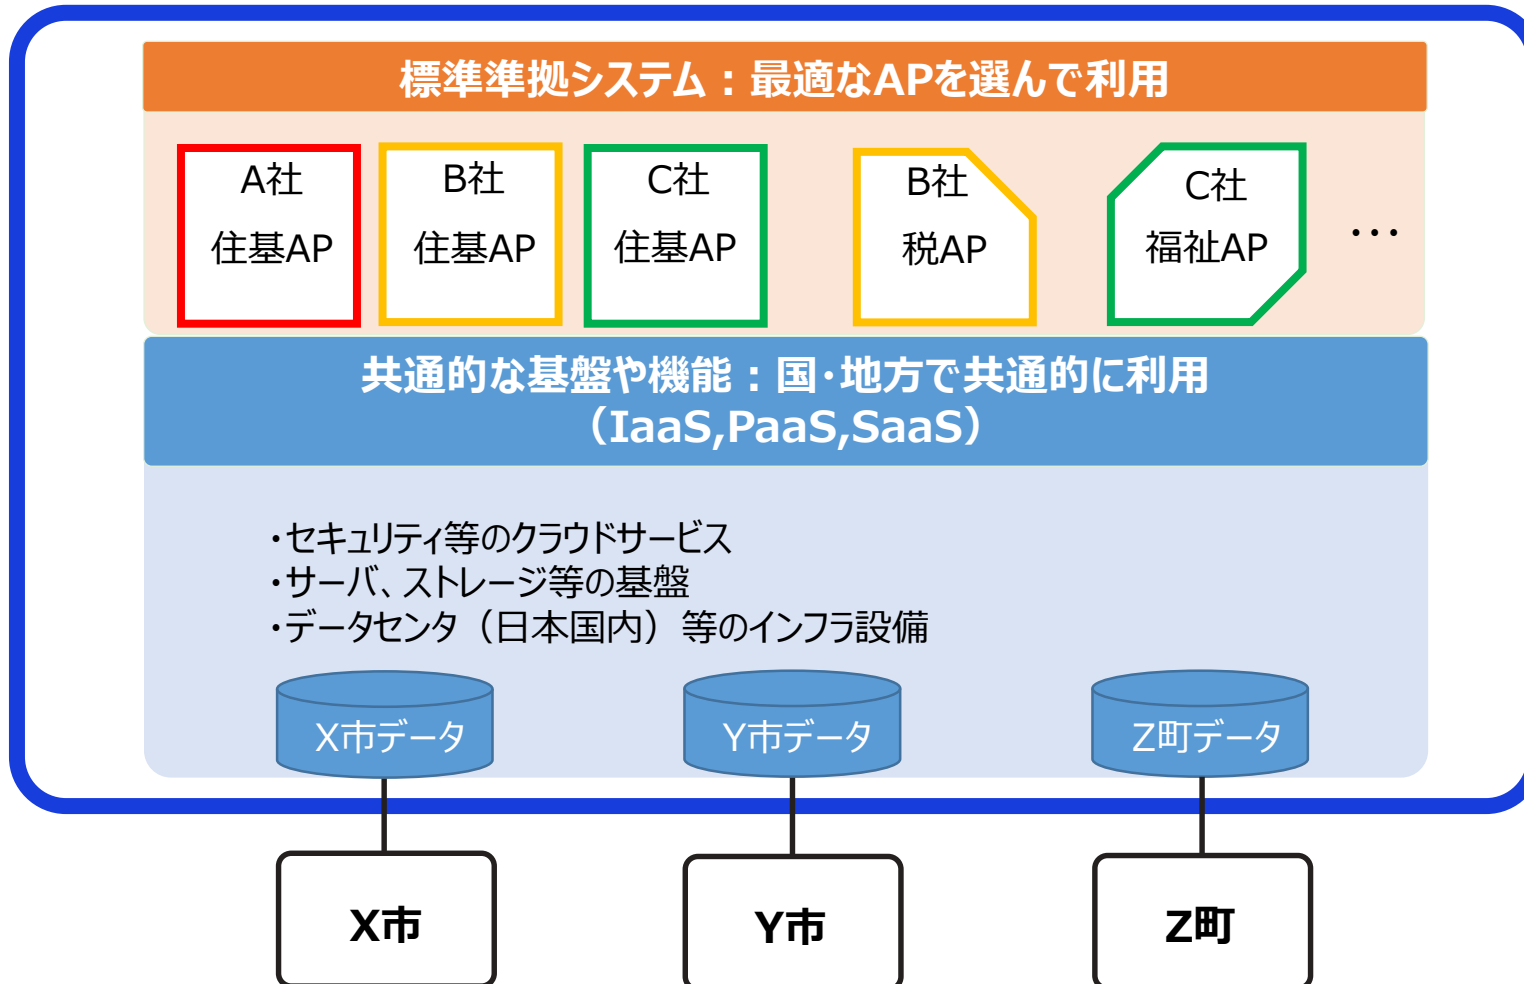 標準準拠システム：最適なAPを選んで利用
A社
住基AP
B社
住基AP
C社
住基AP
B社
税AP
C社
福祉AP
…
共通的な基盤や機能：国・地方で共通的に利用
（IaaS,PaaS,SaaS）
・セキュリティ等のクラウドサービス
・サーバ、ストレージ等の基盤
・データセンタ（日本国内）等のインフラ設備
X市データ
Y市データ
Z町データ
X市
Y市
Z町